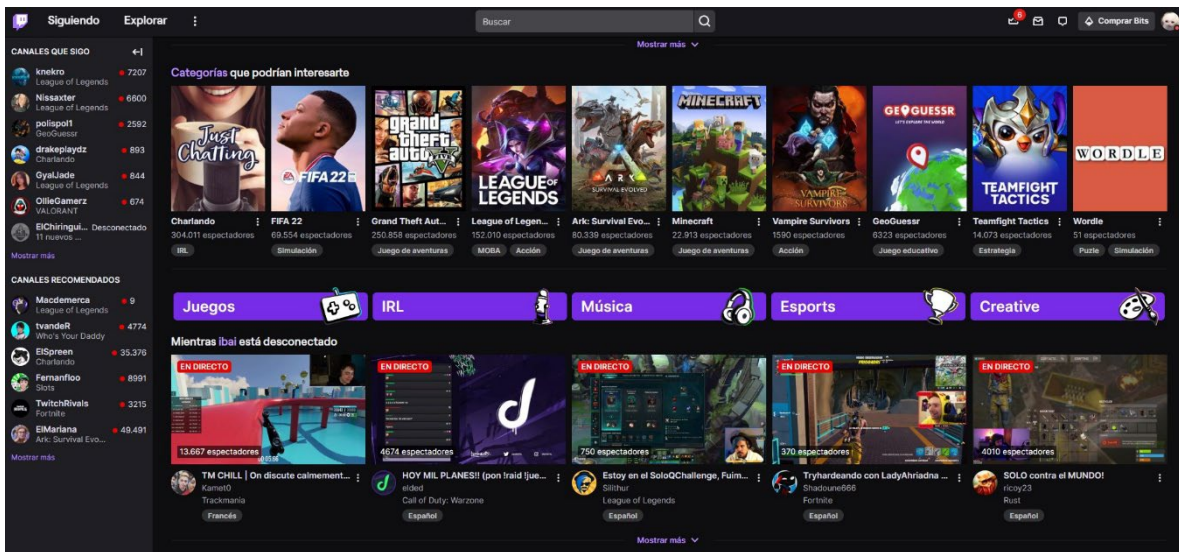 Siguiendo
Explorar
Buscar
6
Comprar Bits
CANALES QUE SIGO
knekro
7207
League of Legends
Nissaxter
6600
League of Legends
polispol1
2592
GeoGuessr
drakeplaydz
893
Charlando
GyalJade
844
League of Legends
OllieGamerz
674
VALORANT
ElChiringui... Desconectado
11 nuevos ...
Mostrar más
CANALES RECOMENDADOS
Macdemerca
9
League of Legends
tvandeR
4774
Who's Your Daddy
ElSpreen
35.376
Charlando
Fernanfloo
8991
Slots
TwitchRivals
3215
Fortnite
ElMariana
49.491
Ark: Survival Evo...
Mostrar más
Mostrar más
Categorías que podrían interesarte
Just Chatting
EA SPORTS FIFA 22
grand theft auto V
LEAGUE OF LEGENDS
ARK
SURVIVAL EVOLVED
MINECRAFT
VAMPIRE SURVIVORS
GEOGUESSR
LET'S EXPLORE THE WORLD
TEAMFIGHT TACTICS
WORDLE
Charlando
304.011 espectadores
IRL
FIFA 22
69.554 espectadores
Simulación
Grand Theft Aut...
250.858 espectadores
Juego de aventuras
League of Legen...
152.010 espectadores
MOBA Acción
Ark: Survival Evo...
80.339 espectadores
Juego de aventuras
Minecraft
22.913 espectadores
Juego de aventuras
Vampire Survivors
1590 espectadores
Acción
GeoGuessr
6323 espectadores
Juego educativo
Teamfight Tactics
14.073 espectadores
Estrategia
Wordle
51 espectadores
Puzle Simulación
Juegos
IRL
Música
Esports
Creative
Mientras ibai está desconectado
EN DIRECTO
13.667 espectadores
TM CHILL | On discute calmement...
Kamet0
Trackmania
Francés
EN DIRECTO
4674 espectadores
HOY MIL PLANES!! (pon !raid !jue...
elded
Call of Duty: Warzone
Español
EN DIRECTO
750 espectadores
Estoy en el SoloQChallenge, Fuim...
Silithur
League of Legends
Español
EN DIRECTO
370 espectadores
Tryhardeando con LadyAhriadna ...
Shadoune666
Fortnite
Español
EN DIRECTO
4010 espectadores
SOLO contra el MUNDO!
ricoy23
Rust
Español
Mostrar más